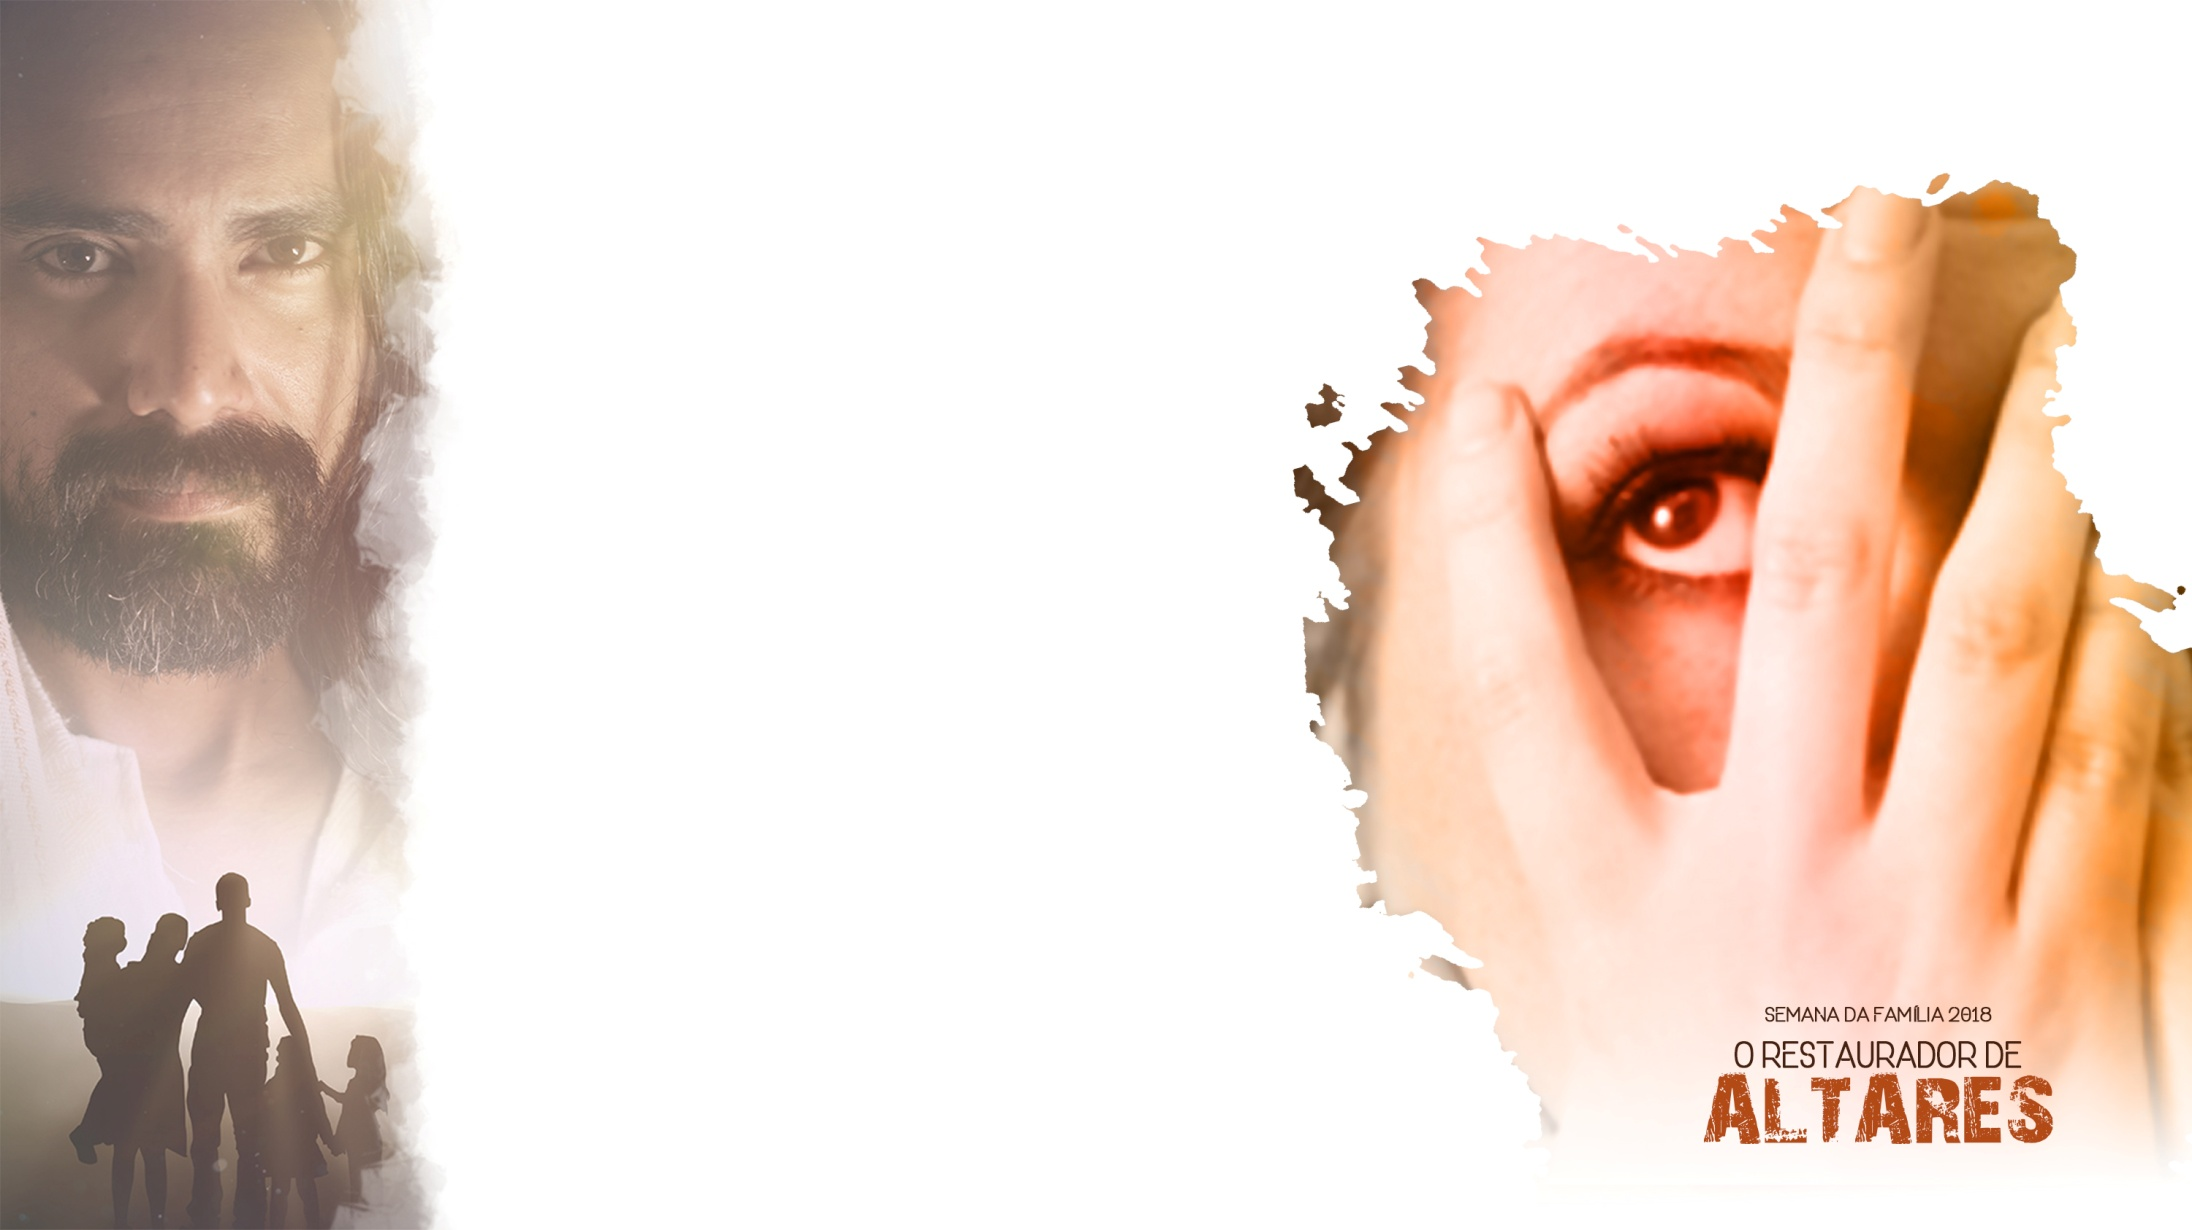 SEMANA DA FAMÍLIA 2018
O RESTAURADOR DE
ALTARES